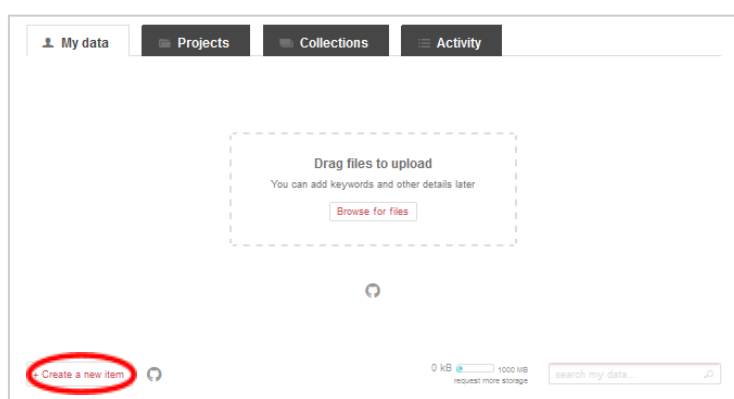 My data Projects Collections Activity
Drag files to upload
You can add keywords and other details later
Browse for files
+ Create a new item 0 kB 1000 MB search my data...
request more storage